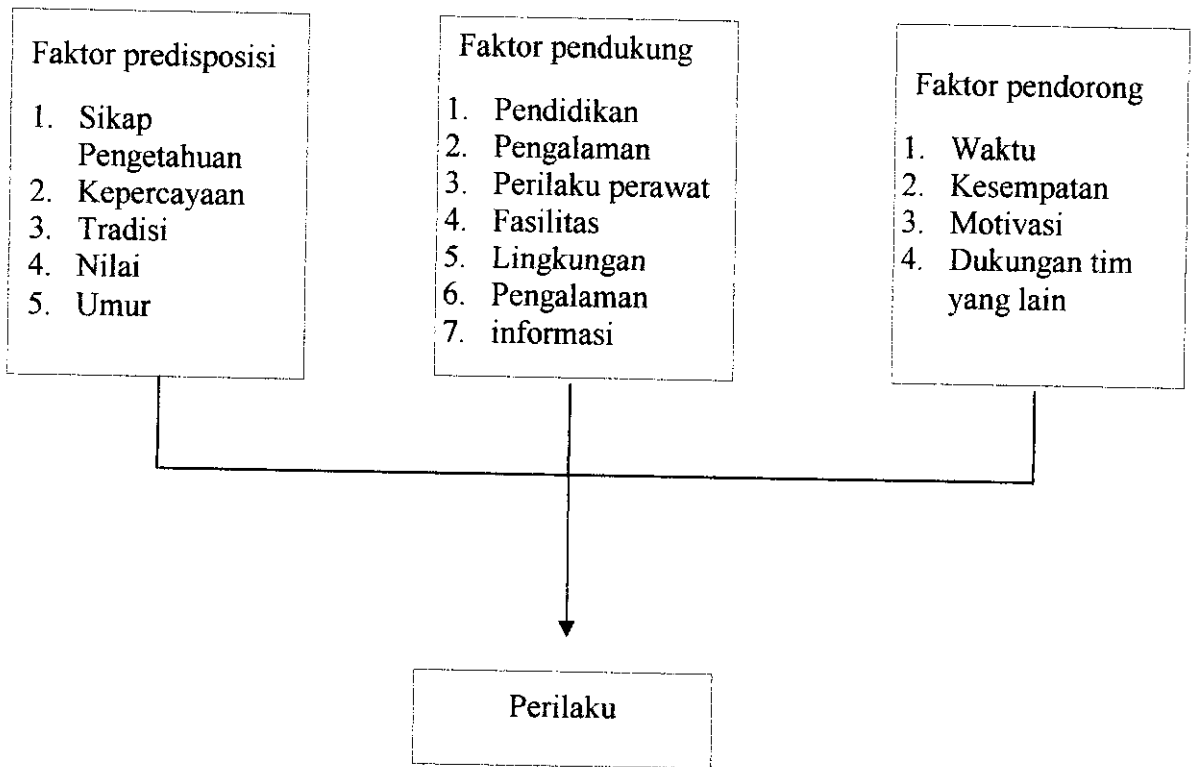 Faktor predisposisi
1. Sikap
Pengetahuan
2. Kepercayaan
3. Tradisi
4. Nilai
5. Umur
Faktor pendukung
1. Pendidikan
2. Pengalaman
3. Perilaku perawat
4. Fasilitas
5. Lingkungan
6. Pengalaman
7. informasi
Faktor pendorong
1. Waktu
2. Kesempatan
3. Motivasi
4. Dukungan tim
yang lain
Perilaku